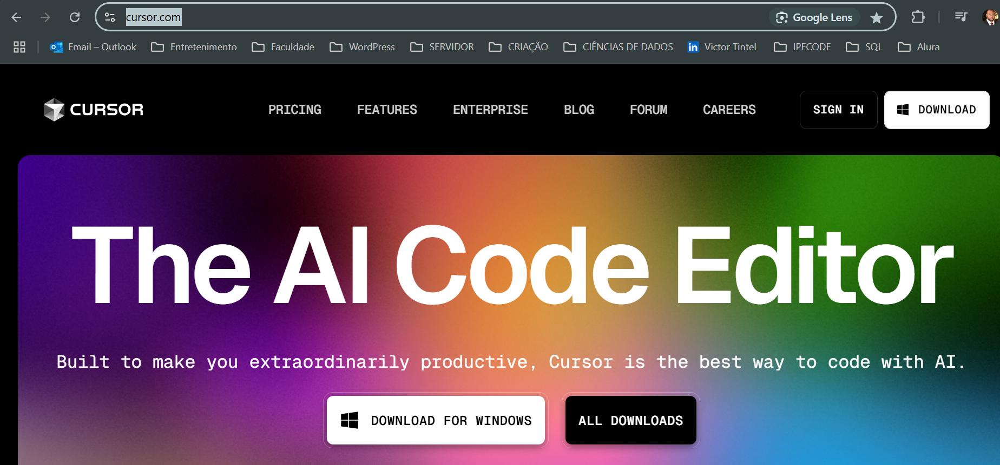 cursor.com
Google Lens
Email – Outlook Entretenimento Faculdade WordPress SERVIDOR CRIAÇÃO CIÊNCIAS DE DADOS in Victor Tintel IPECODE SQL Alura
CURSOR PRICING FEATURES ENTERPRISE BLOG FORUM CAREERS SIGN IN DOWNLOAD
The AI Code Editor
Built to make you extraordinarily productive, Cursor is the best way to code with AI.
DOWNLOAD FOR WINDOWS ALL DOWNLOADS